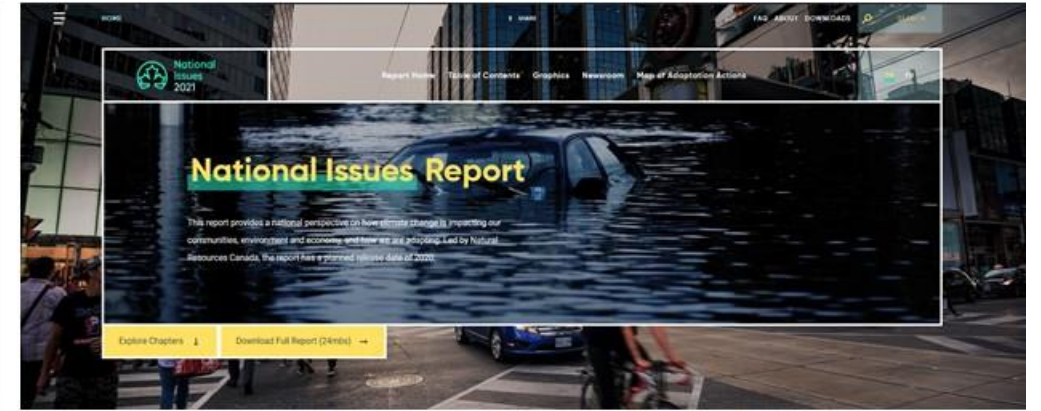 HOME
SHARE
FAQ ABOUT DOWNLOADS
SEARCH
National
Issues
2021
Report Home Table of Contents Graphics Newsroom Map of Adaptation Actions
EN
National Issues Report
This report provides a national perspective on how climate change is impacting our
communities, environment and economy, and how we are adapting. Led by Natural
Resources Canada, the report has a planned release date of 2020.
Explore Chapters ↓
Download Full Report (24mbs) →